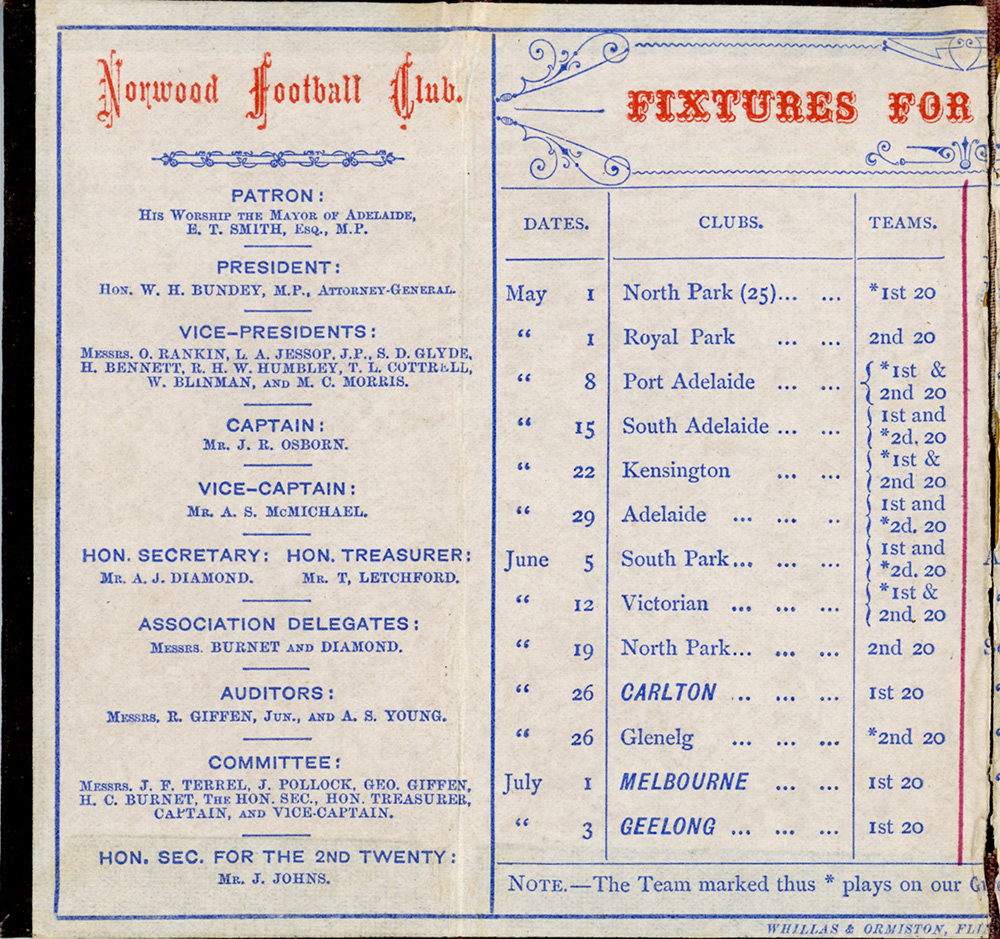 Norwood Football Club.
PATRON:
HIS WORSHIP THE MAYOR OF ADELAIDE,
E. T. SMITH, ESQ., M.P.
PRESIDENT:
HON. W. H. BUNDEY, M.P., ATTORNEY-GENERAL.
VICE-PRESIDENTS:
MESSRS. O. RANKIN, L. A. JESSOP, J.P., S. D. GLYDE,
H. BENNETT, R. H. W. HUMBLEY, T. L. COTTRELL,
W. BLINMAN, AND M. C. MORRIS.
CAPTAIN:
MR. J. R. OSBORN.
VICE-CAPTAIN:
MR. A. S. McMICHAEL.
HON. SECRETARY: HON. TREASURER:
MR. A. J. DIAMOND. MR. T, LETCHFORD.
ASSOCIATION DELEGATES:
MESSRS. BURNET AND DIAMOND.
AUDITORS:
MESSRS. R. GIFFEN, JUN., AND A. S. YOUNG.
COMMITTEE:
MESSRS. J. F. TERREL, J. POLLOCK, GEO. GIFFEN,
H. C. BURNET, THE HON. SEC., HON. TREASURER,
CAPTAIN, AND VICE-CAPTAIN.
HON. SEC. FOR THE 2ND TWENTY:
MR. J. JOHNS.
FIXTURES FOR
DATES. CLUBS. TEAMS.
May 1 North Park (25)... ... *1st 20
“ 1 Royal Park ... ... 2nd 20
“ 8 Port Adelaide ... ... { *1st & 2nd 20
“ 15 South Adelaide ... ... { 1st and *2d. 20
“ 22 Kensington ... ... { *1st & 2nd 20
“ 29 Adelaide ... ... .. { 1st and *2d. 20
June 5 South Park... ... ... { 1st and *2d. 20
“ 12 Victorian ... ... ... { *1st & 2nd. 20
“ 19 North Park... ... ... 2nd 20
“ 26 CARLTON .. ... ... 1st 20
“ 26 Glenelg ... ... ... *2nd 20
July 1 MELBOURNE ... ... 1st 20
“ 3 GEELONG ... ... ... 1st 20
NOTE.—The Team marked thus * plays on our
WHILLAS & ORMISTON,